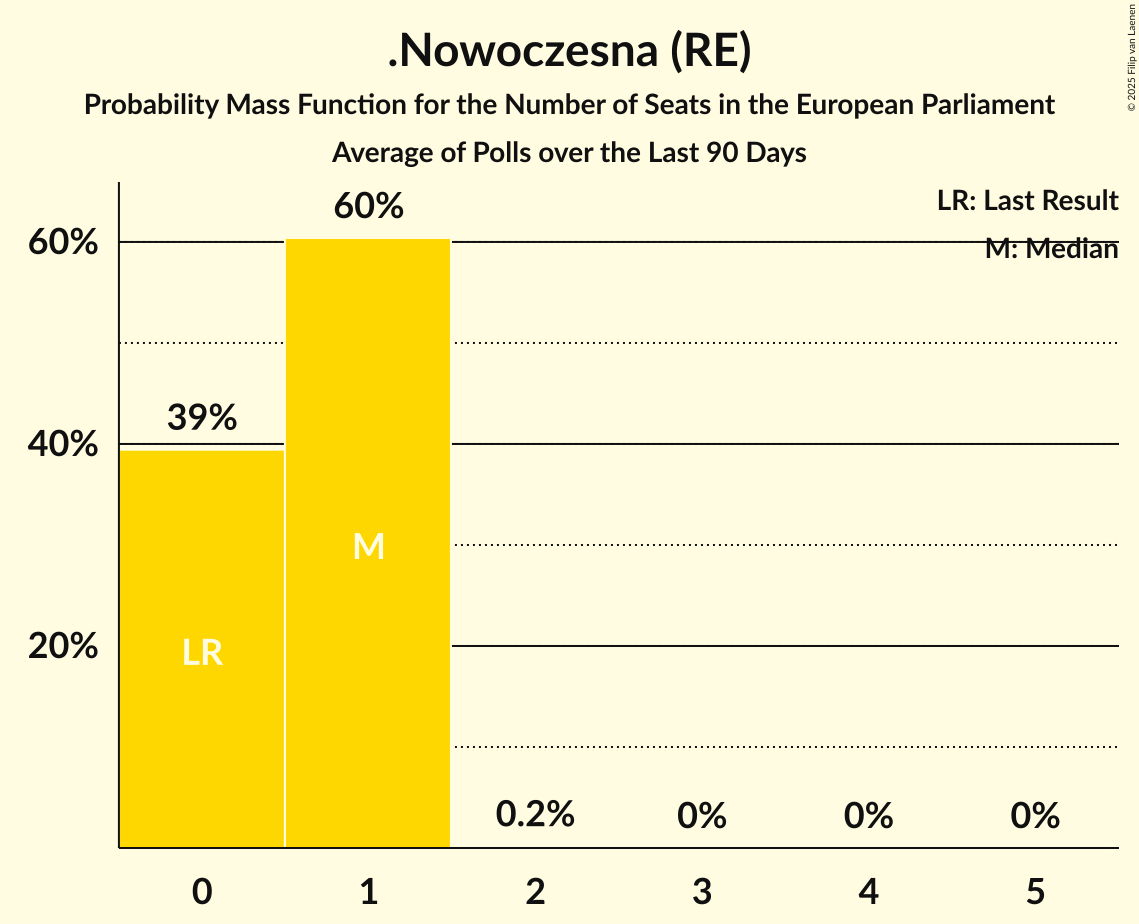 .Nowoczesna (RE)
Probability Mass Function for the Number of Seats in the European Parliament
Average of Polls over the Last 90 Days
© 2025 Filip van Laenen
LR: Last Result
M: Median
60%
40%
20%
39%
60%
0.2%
0%
0%
0%
LR
M
0
1
2
3
4
5